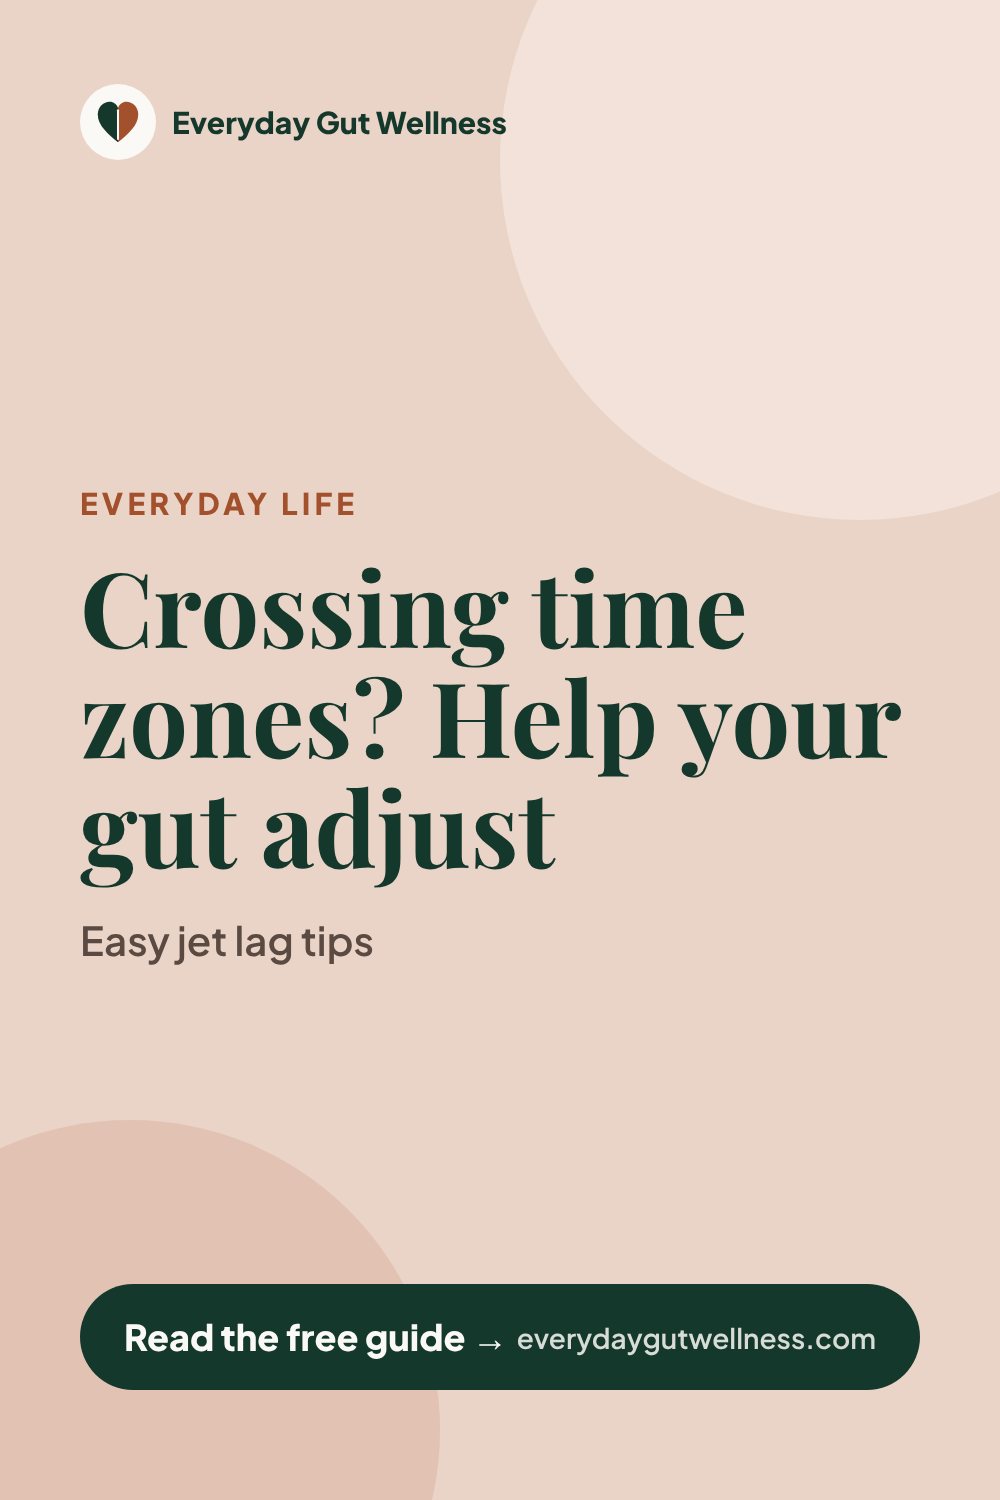 Everyday Gut Wellness
EVERYDAY LIFE
Crossing time
zones? Help your
gut adjust
Easy jet lag tips
Read the free guide → everydaygutwellness.com